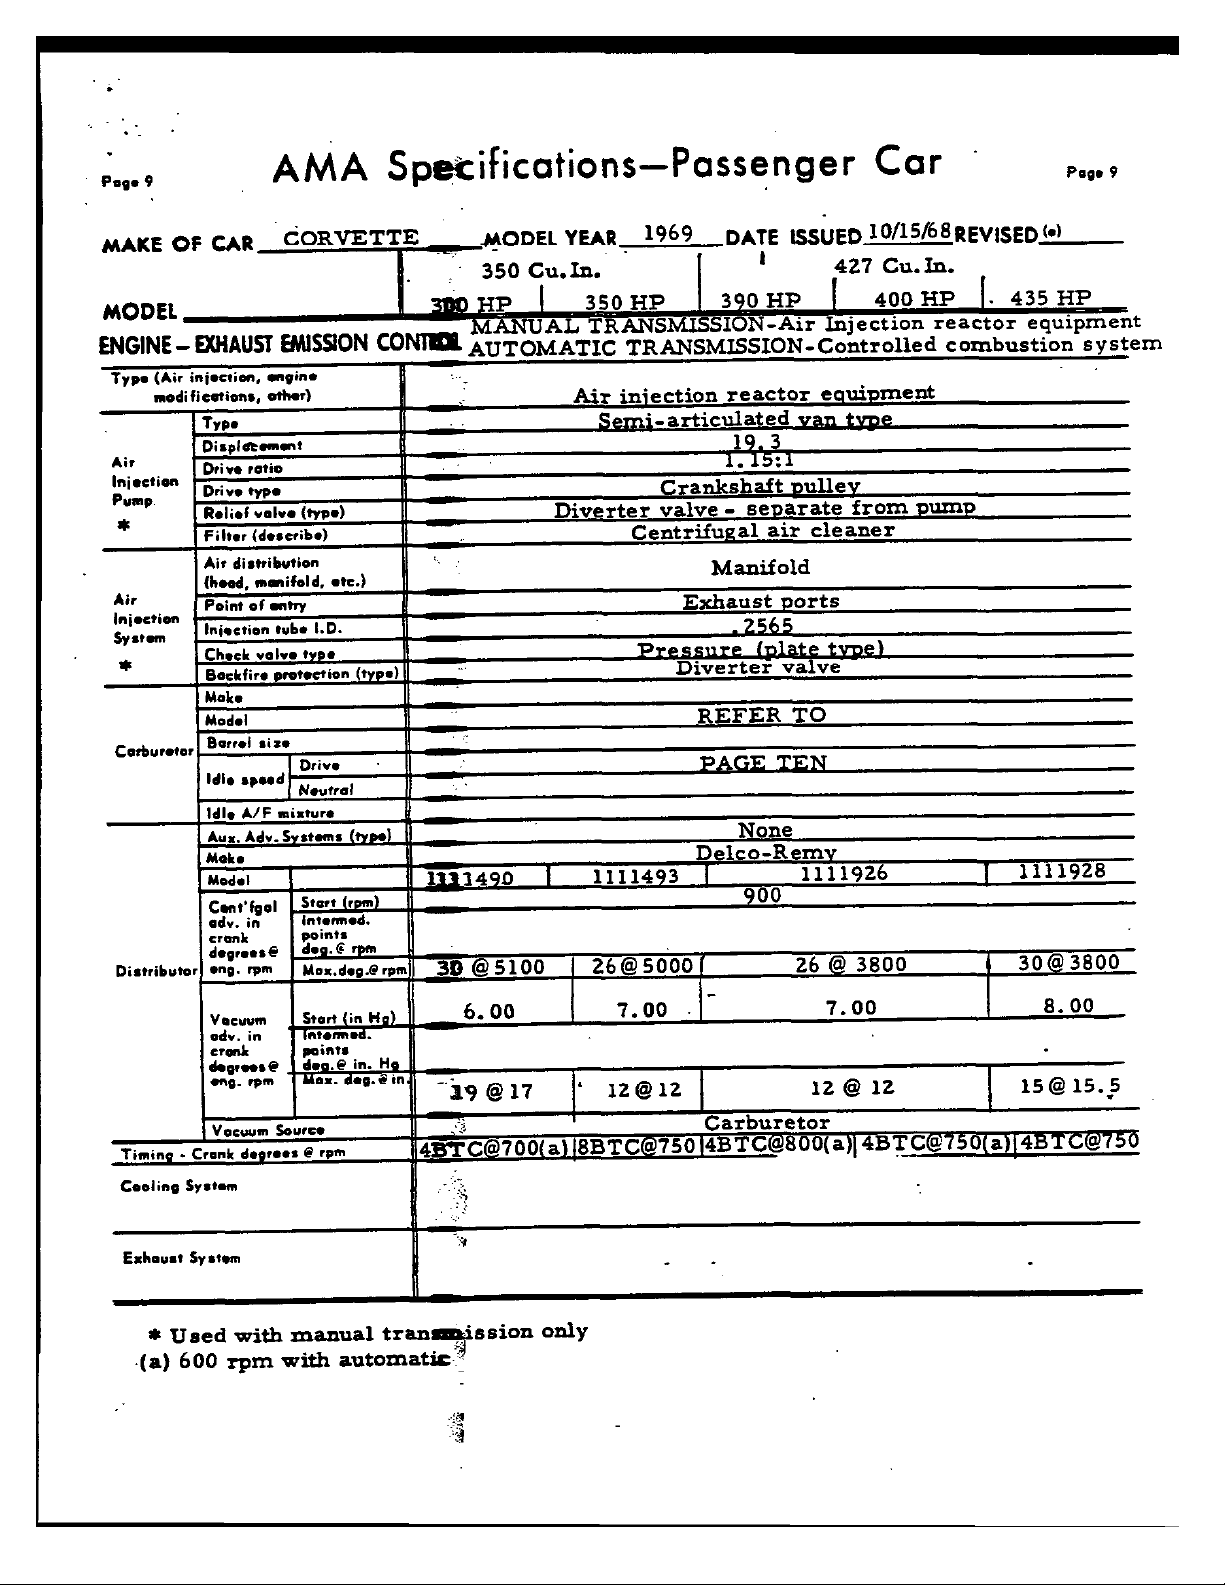 AMA Specifications—Passenger Car
Page 9
Page 9
MAKE OF CAR CORVETTE MODEL YEAR 1969 DATE ISSUED 10/15/68 REVISED (•)
350 Cu. In. 427 Cu. In.
MODEL 300 HP 350 HP 390 HP 400 HP 435 HP
ENGINE – EXHAUST EMISSION CONTROL
MANUAL TRANSMISSION-Air Injection reactor equipment
AUTOMATIC TRANSMISSION-Controlled combustion system
Type (Air injection, engine
modifications, other) Air injection reactor equipment
Air
Injection
Pump
*
Type Semi-articulated van type
Displacement 19.3
Drive ratio 1.15:1
Drive type Crankshaft pulley
Relief valve (type) Diverter valve - separate from pump
Filter (describe) Centrifugal air cleaner
Air
Injection
System
*
Air distribution
(head, manifold, etc.) Manifold
Point of entry Exhaust ports
Injection tube I.D. .2565
Check valve type Pressure (plate type)
Backfire protection (type) Diverter valve
Carburetor
Make
Model REFER TO
Barrel size
Idle speed
Drive PAGE TEN
Neutral
Idle A/F mixture
Distributor
Aux. Adv. Systems (type) None
Make Delco-Remy
Model 1111490 1111493 1111926 1111928
Cent'fgal
adv. in
crank
degrees@
eng. rpm
Start (rpm) 900
Intermed.
points
deg.@ rpm
Max.deg.@rpm 30 @5100 26@5000 26 @ 3800 30@3800
Vacuum
adv. in
crank
degrees@
eng. rpm
Start (in Hg) 6.00 7.00 7.00 8.00
Intermed.
points
deg.@ in. Hg
Max. deg.@in. 19 @17 12@12 12 @ 12 15@15.5
Vacuum Source Carburetor
Timing - Crank degrees @ rpm 4BTC@700(a) 8BTC@750 4BTC@800(a) 4BTC@750(a) 4BTC@750
Cooling System
Exhaust System
* Used with manual transmission only
(a) 600 rpm with automatic